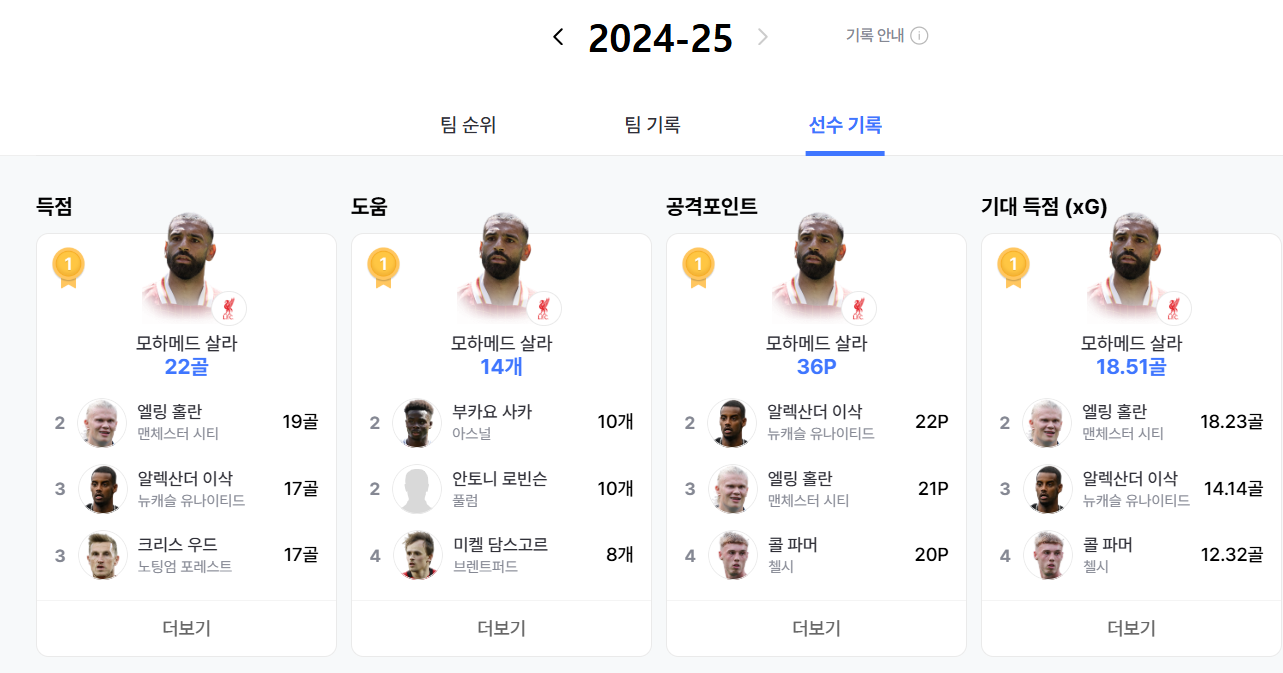 2024-25
기록 안내
팀 순위
팀 기록
선수 기록
득점
1
모하메드 살라
22골
2
엘링 홀란
맨체스터 시티
19골
3
알렉산더 이삭
뉴캐슬 유나이티드
17골
3
크리스 우드
노팅엄 포레스트
17골
더보기
도움
1
모하메드 살라
14개
2
부카요 사카
아스널
10개
2
안토니 로빈슨
풀럼
10개
4
미켈 담스고르
브렌트퍼드
8개
더보기
공격포인트
1
모하메드 살라
36P
2
알렉산더 이삭
뉴캐슬 유나이티드
22P
3
엘링 홀란
맨체스터 시티
21P
4
콜 파머
첼시
20P
더보기
기대 득점 (xG)
1
모하메드 살라
18.51골
2
엘링 홀란
맨체스터 시티
18.23골
3
알렉산더 이삭
뉴캐슬 유나이티드
14.14골
4
콜 파머
첼시
12.32골
더보기